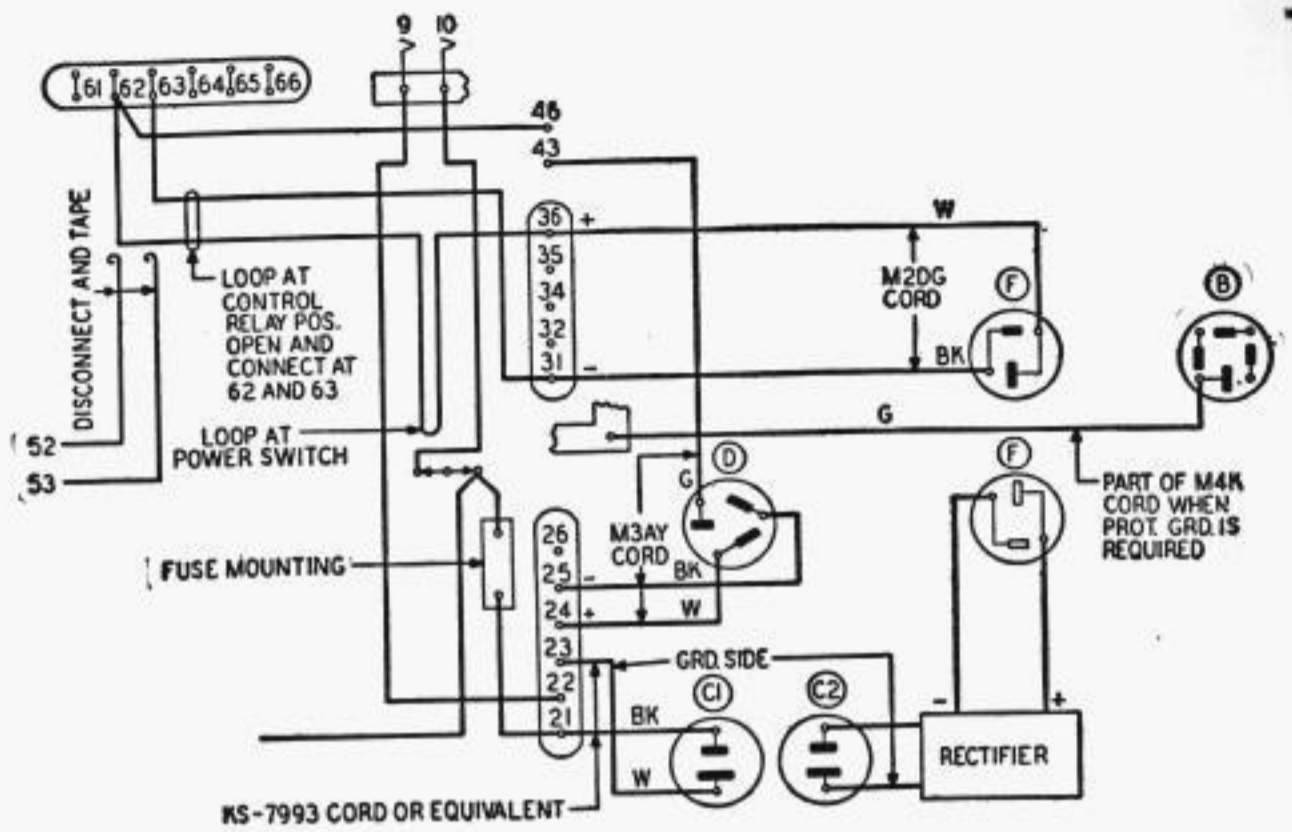 9 10
61 62 63 64 65 66
46
43
DISCONNECT AND TAPE
36 +
W
35
34
32
31 -
LOOP AT
CONTROL
RELAY POS.
OPEN AND
CONNECT AT
62 AND 63
M2DG
CORD
F
B
BK
G
52
53
LOOP AT
POWER SWITCH
D
F
G
PART OF M4K
CORD WHEN
PROT. GRD. IS
REQUIRED
M3AY
CORD
FUSE MOUNTING
26
25 -
BK
24 +
W
23
22
21
GRD. SIDE
C1
C2
BK
W
- +
RECTIFIER
KS-7993 CORD OR EQUIVALENT